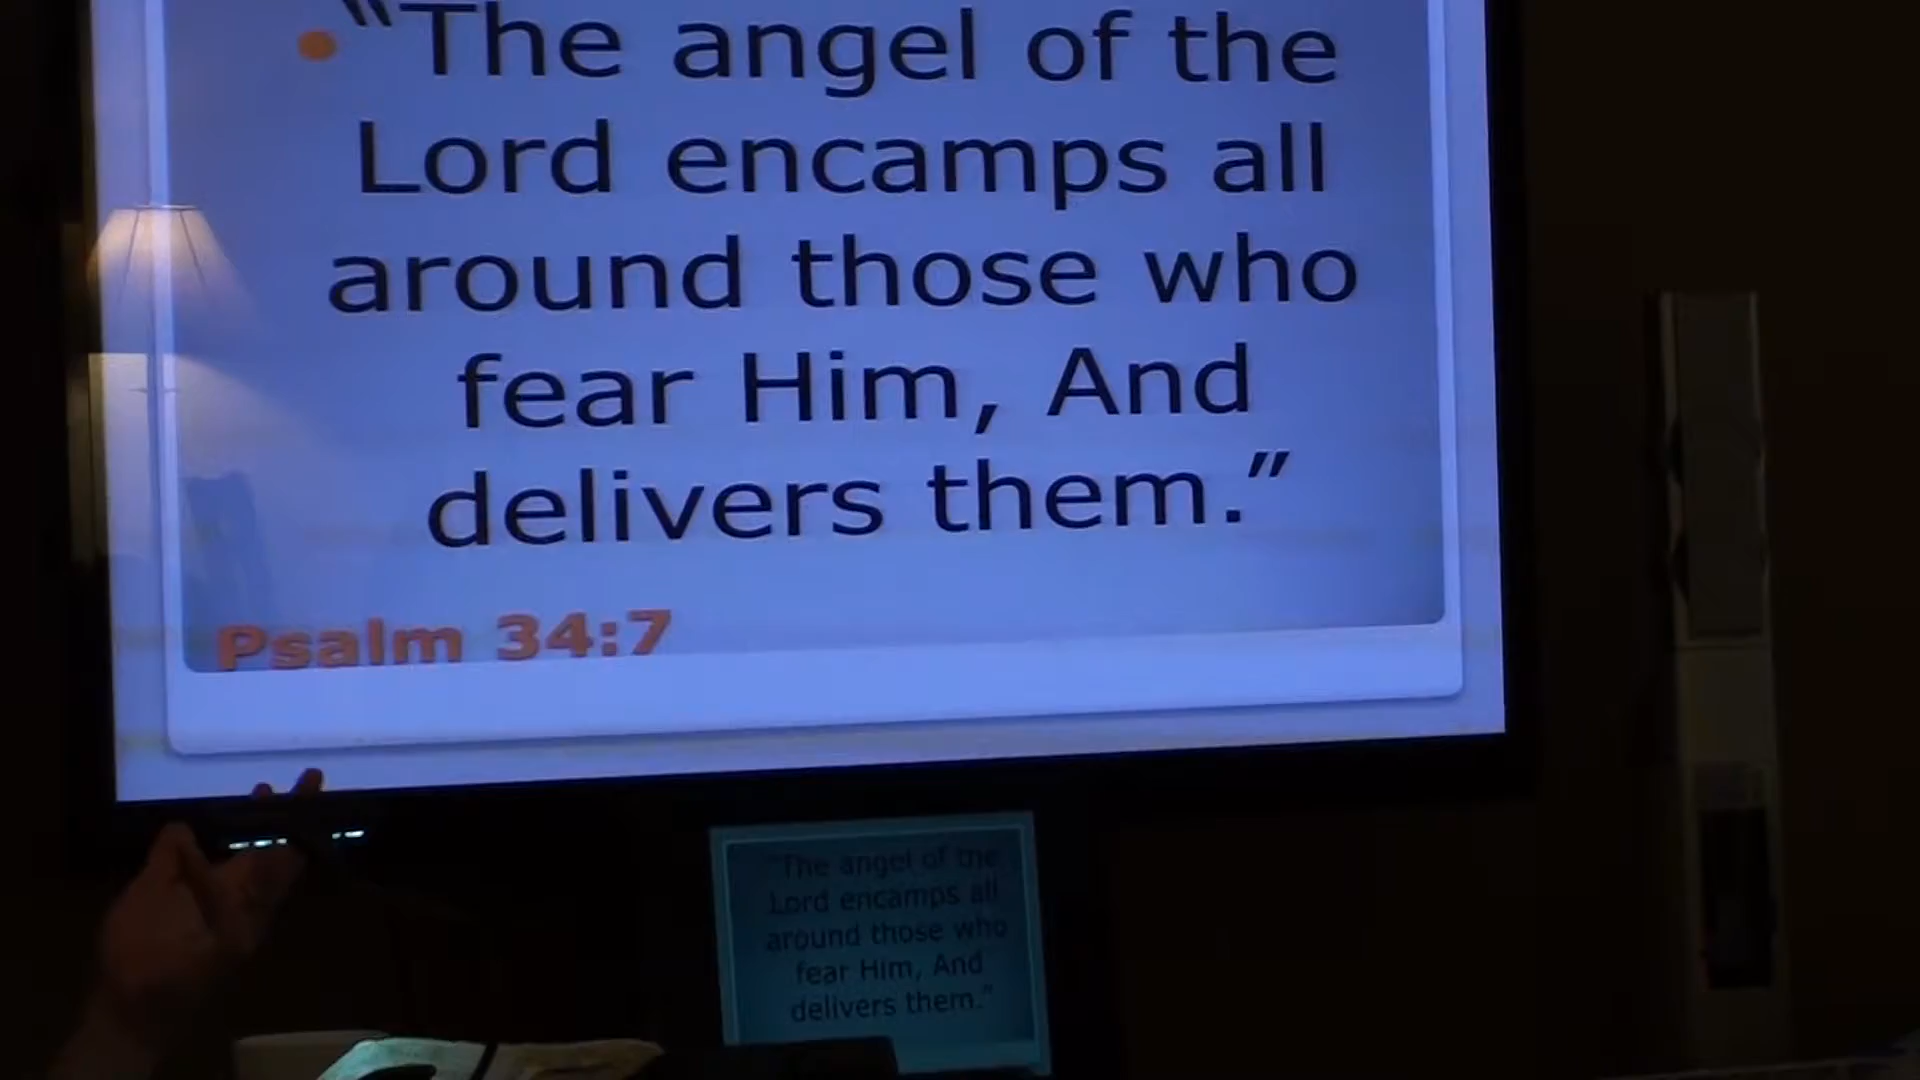 “The angel of the
Lord encamps all
around those who
fear Him, And
delivers them.”
Psalm 34:7
“The angel of the
Lord encamps all
around those who
fear Him, And
delivers them.”